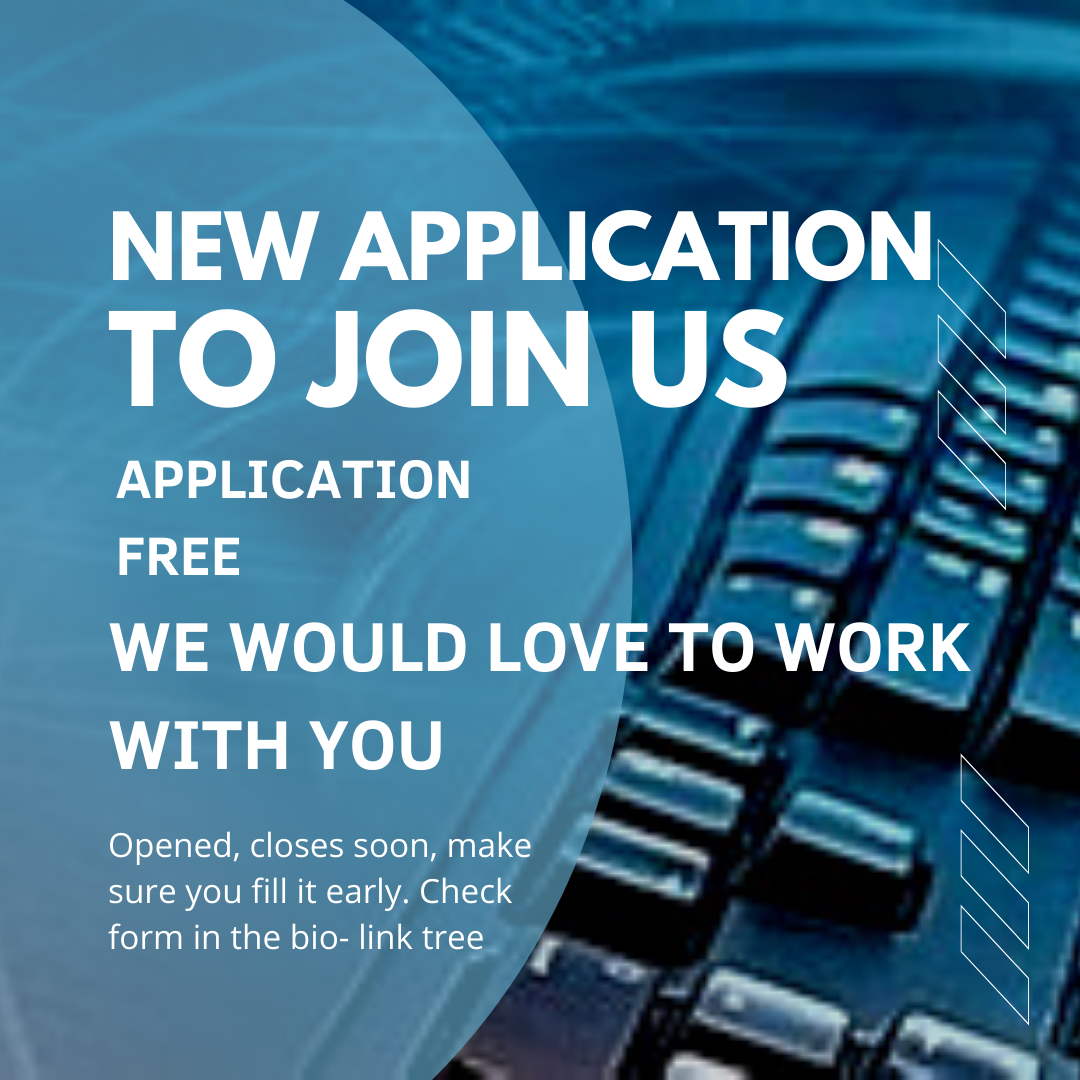 NEW APPLICATION
TO JOIN US
APPLICATION
FREE
WE WOULD LOVE TO WORK
WITH YOU
Opened, closes soon, make
sure you fill it early. Check
form in the bio- link tree